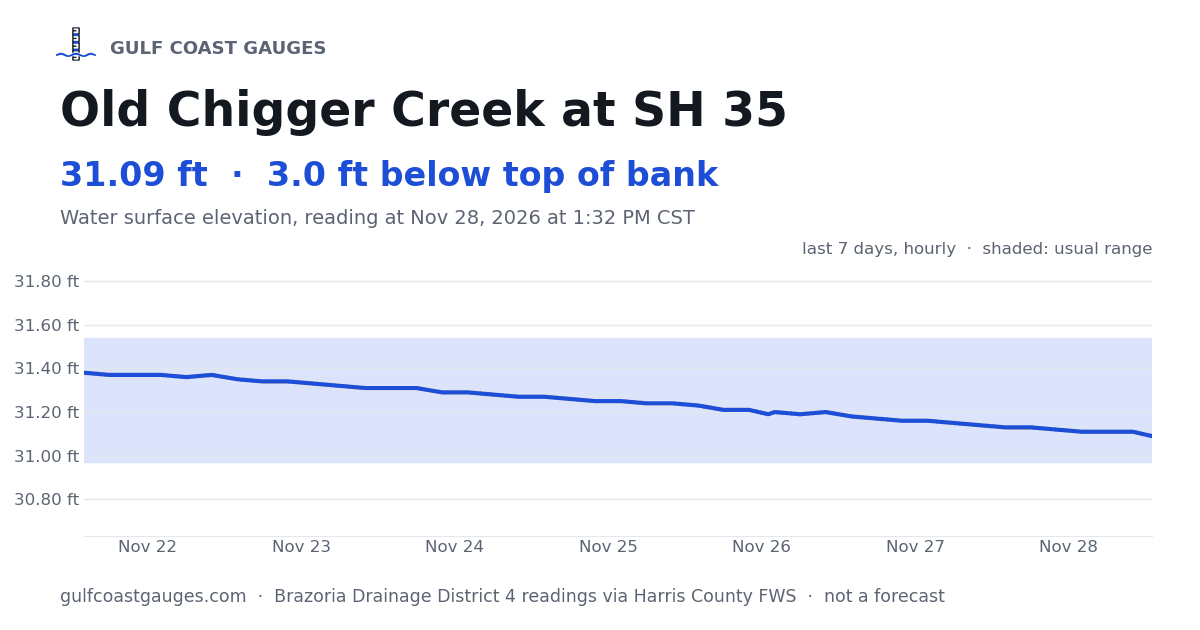 GULF COAST GAUGES
Old Chigger Creek at SH 35
31.09 ft · 3.0 ft below top of bank
Water surface elevation, reading at Nov 28, 2026 at 1:32 PM CST
last 7 days, hourly · shaded: usual range
31.80 ft
31.60 ft
31.40 ft
31.20 ft
31.00 ft
30.80 ft
Nov 22 Nov 23 Nov 24 Nov 25 Nov 26 Nov 27 Nov 28
gulfcoastgauges.com · Brazoria Drainage District 4 readings via Harris County FWS · not a forecast